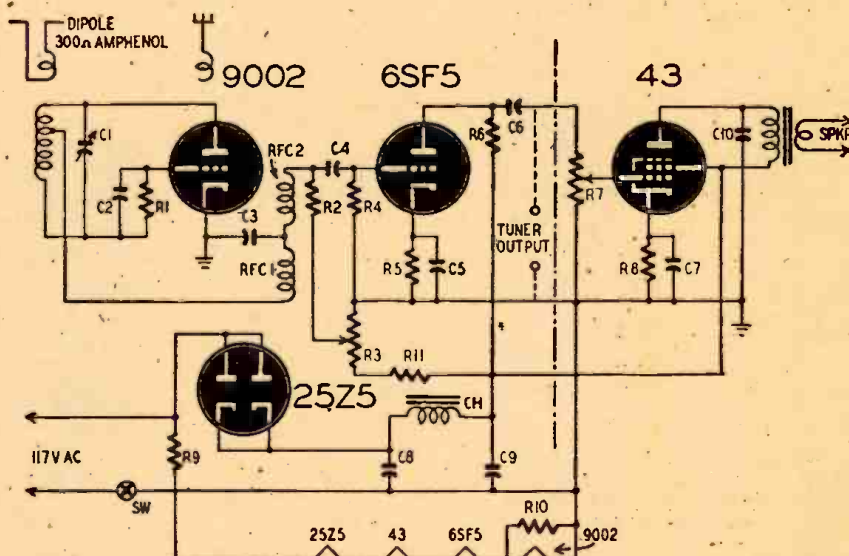 DIPOLE
300Ω AMPHENOL
9002
6SF5
43
C1
C2
R1
RFC2
C3
RFC1
C4
R2
R4
R6
C6
R5
C5
TUNER
OUTPUT
R7
C10
SPKR
R8
C7
R3
R11
25Z5
CH
117V AC
R9
C8
C9
SW
R10
25Z5
43
6SF5
9002